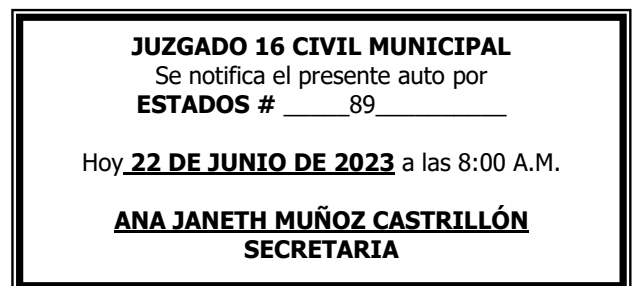 JUZGADO 16 CIVIL MUNICIPAL
Se notifica el presente auto por
ESTADOS # _____89__________
Hoy 22 DE JUNIO DE 2023 a las 8:00 A.M.
ANA JANETH MUÑOZ CASTRILLÓN
SECRETARIA